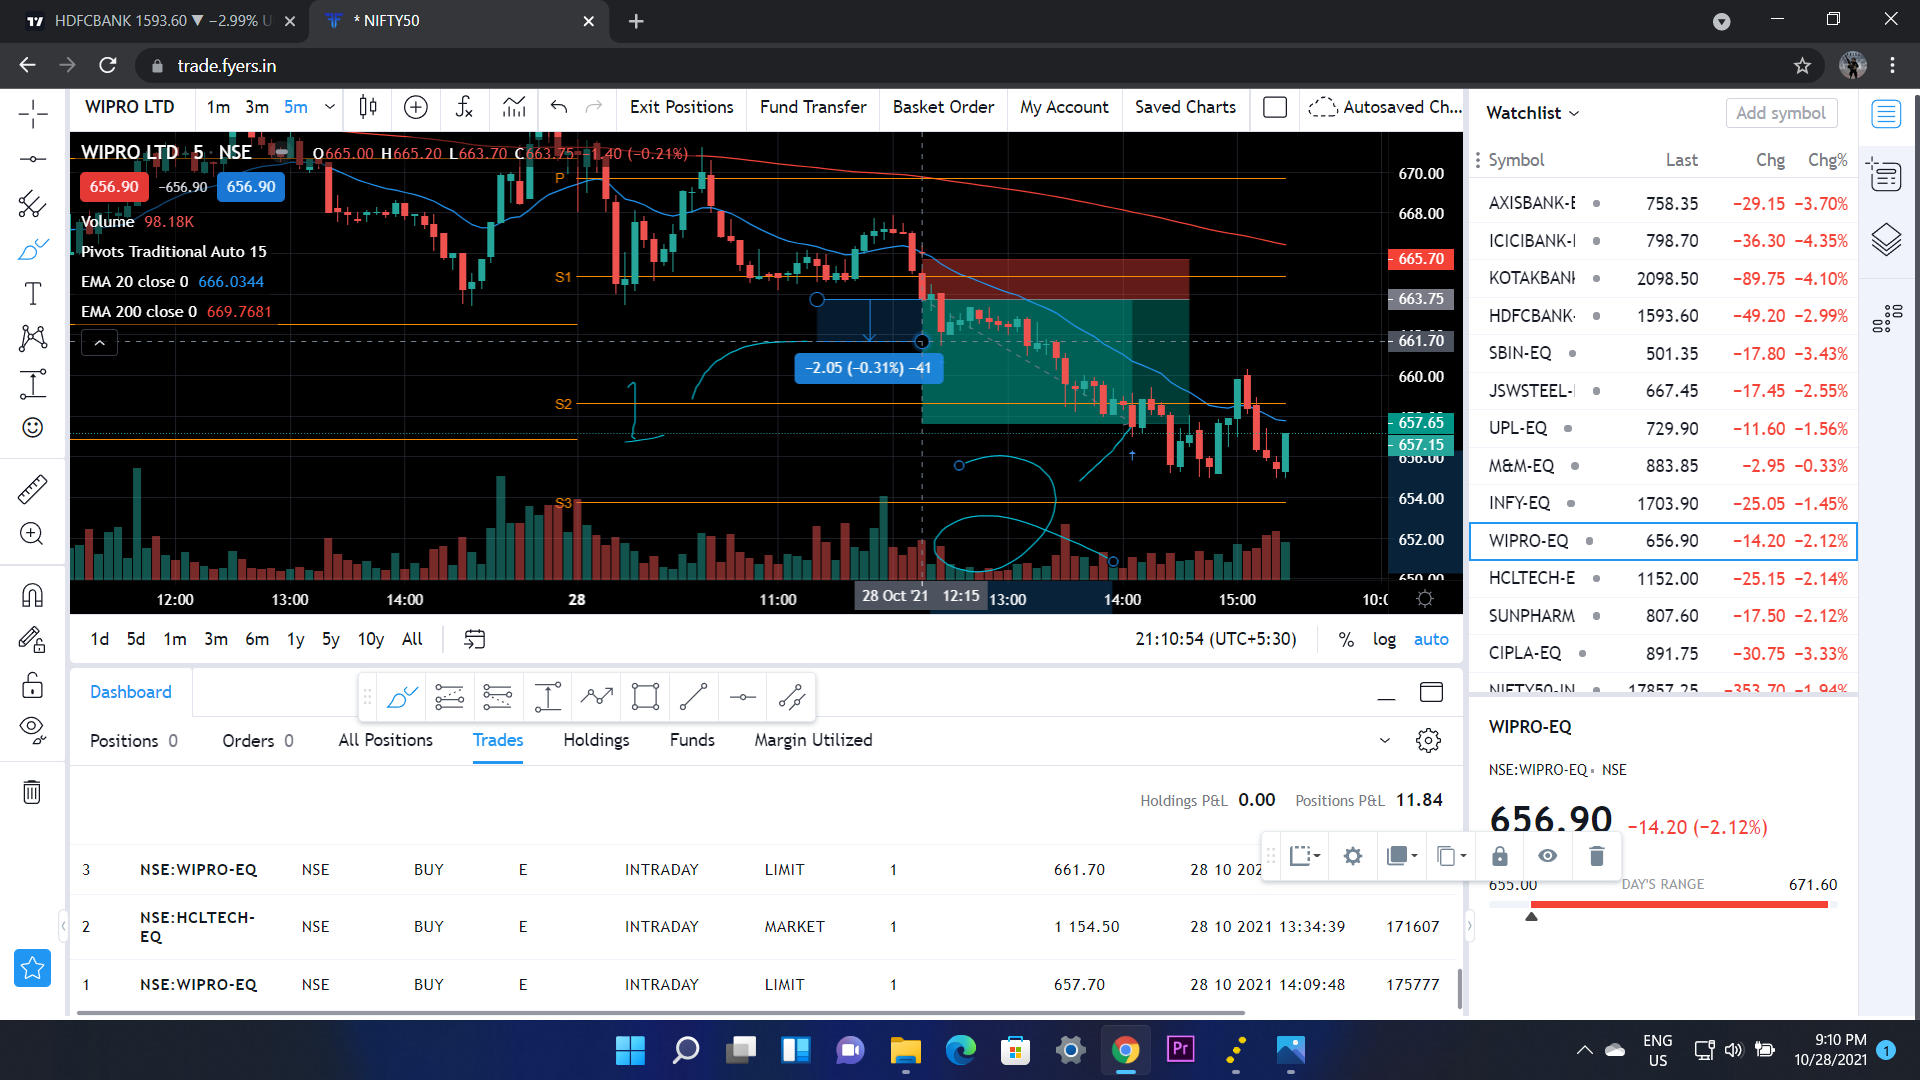 HDFCBANK 1593.60 ▼ −2.99% U
* NIFTY50
trade.fyers.in
WIPRO LTD 1m 3m 5m Exit Positions Fund Transfer Basket Order My Account Saved Charts Autosaved Ch...
WIPRO LTD 5 NSE O665.00 H665.20 L663.70 C663.75 −1.40 (−0.21%)
656.90 −656.90 656.90
Volume 98.18K
Pivots Traditional Auto 15
EMA 20 close 0 666.0344
EMA 200 close 0 669.7681
P
S1
S2
S3
−2.05 (−0.31%) −41
1
2
670.00
668.00
665.70
663.75
661.70
660.00
657.65
657.15
656.00
654.00
652.00
650.00
12:00 13:00 14:00 28 11:00 28 Oct '21 12:15 13:00 14:00 15:00 10:0
1d 5d 1m 3m 6m 1y 5y 10y All 21:10:54 (UTC+5:30) % log auto
Dashboard
Positions 0 Orders 0 All Positions Trades Holdings Funds Margin Utilized
Holdings P&L 0.00 Positions P&L 11.84
3 NSE:WIPRO-EQ NSE BUY E INTRADAY LIMIT 1 661.70 28 10 202
2 NSE:HCLTECH-EQ NSE BUY E INTRADAY MARKET 1 1 154.50 28 10 2021 13:34:39 171607
1 NSE:WIPRO-EQ NSE BUY E INTRADAY LIMIT 1 657.70 28 10 2021 14:09:48 175777
Watchlist Add symbol
Symbol Last Chg Chg%
AXISBANK-E 758.35 −29.15 −3.70%
ICICIBANK-I 798.70 −36.30 −4.35%
KOTAKBANK 2098.50 −89.75 −4.10%
HDFCBANK- 1593.60 −49.20 −2.99%
SBIN-EQ 501.35 −17.80 −3.43%
JSWSTEEL- 667.45 −17.45 −2.55%
UPL-EQ 729.90 −11.60 −1.56%
M&M-EQ 883.85 −2.95 −0.33%
INFY-EQ 1703.90 −25.05 −1.45%
WIPRO-EQ 656.90 −14.20 −2.12%
HCLTECH-E 1152.00 −25.15 −2.14%
SUNPHARM 807.60 −17.50 −2.12%
CIPLA-EQ 891.75 −30.75 −3.33%
NIFTY50-IN 17857.25 −353.70 −1.94%
WIPRO-EQ
NSE:WIPRO-EQ NSE
656.90 −14.20 (−2.12%)
655.00 DAY'S RANGE 671.60
Pr
ENG
US
9:10 PM
10/28/2021
1